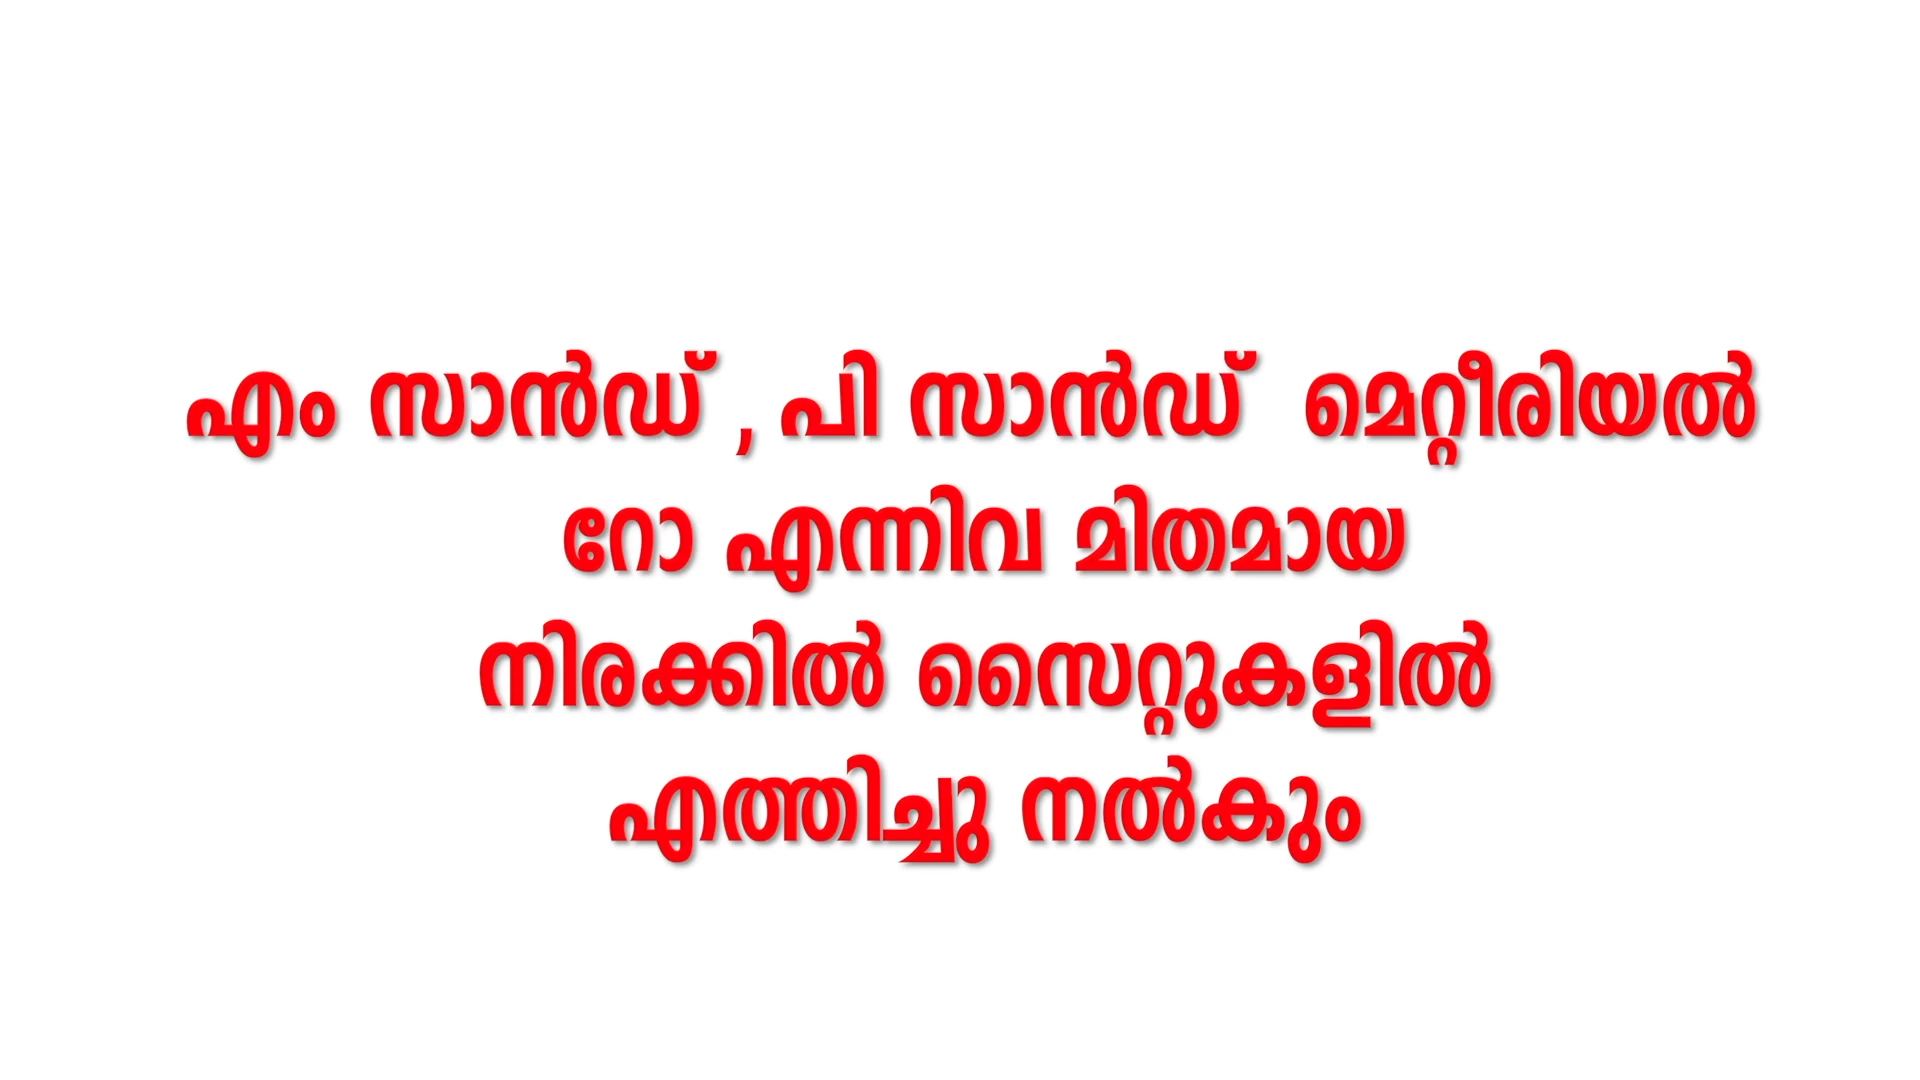 എം സാൻഡ് , പി സാൻഡ് മെറ്റീരിയൽ
റോ എന്നിവ മിതമായ
നിരക്കിൽ സൈറ്റുകളിൽ
എത്തിച്ചു നൽകും